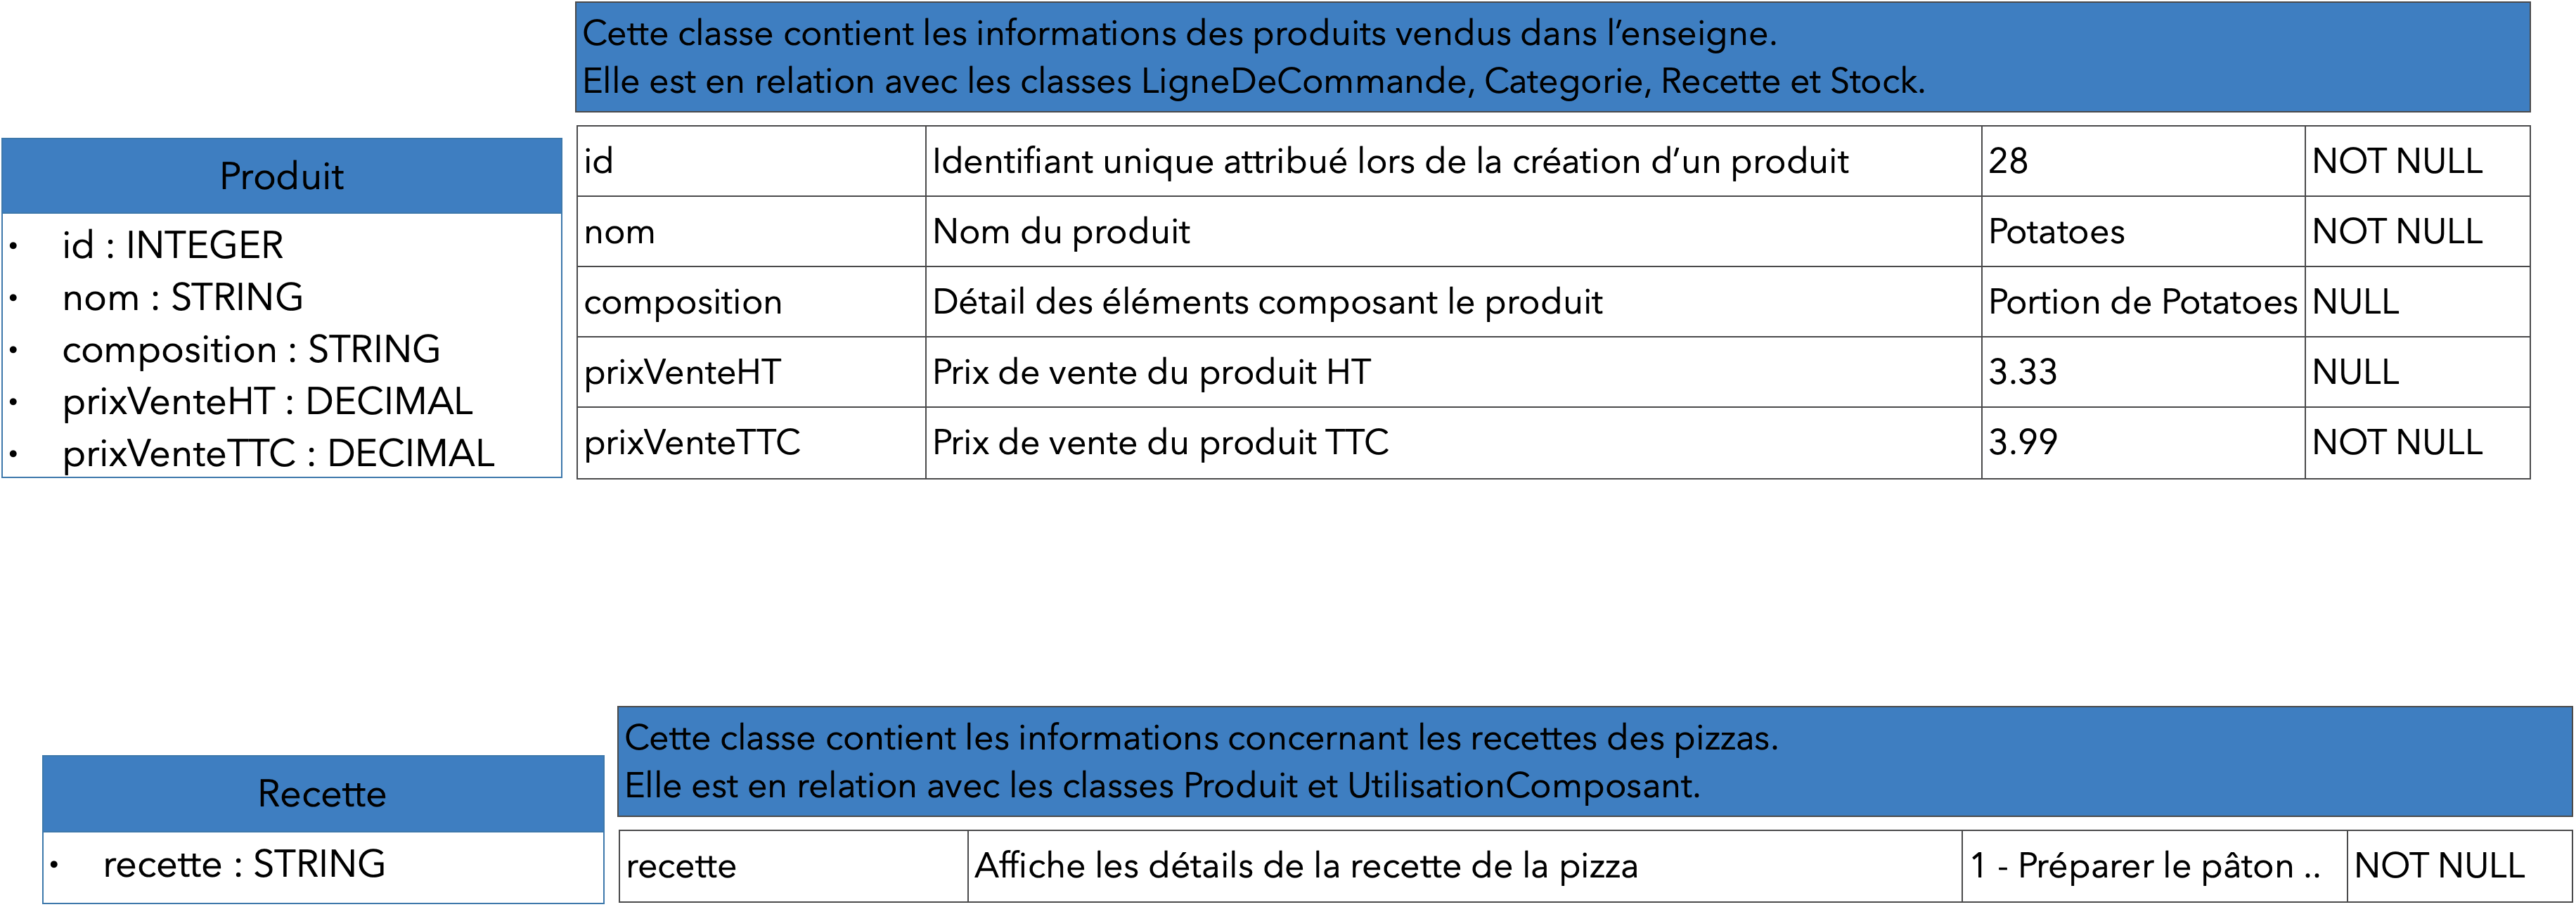 Cette classe contient les informations des produits vendus dans l’enseigne.
Elle est en relation avec les classes LigneDeCommande, Categorie, Recette et Stock.
Produit
• id : INTEGER
• nom : STRING
• composition : STRING
• prixVenteHT : DECIMAL
• prixVenteTTC : DECIMAL
id Identifiant unique attribué lors de la création d’un produit 28 NOT NULL
nom Nom du produit Potatoes NOT NULL
composition Détail des éléments composant le produit Portion de Potatoes NULL
prixVenteHT Prix de vente du produit HT 3.33 NULL
prixVenteTTC Prix de vente du produit TTC 3.99 NOT NULL
Cette classe contient les informations concernant les recettes des pizzas.
Elle est en relation avec les classes Produit et UtilisationComposant.
Recette
• recette : STRING
recette Affiche les détails de la recette de la pizza 1 - Préparer le pâton .. NOT NULL